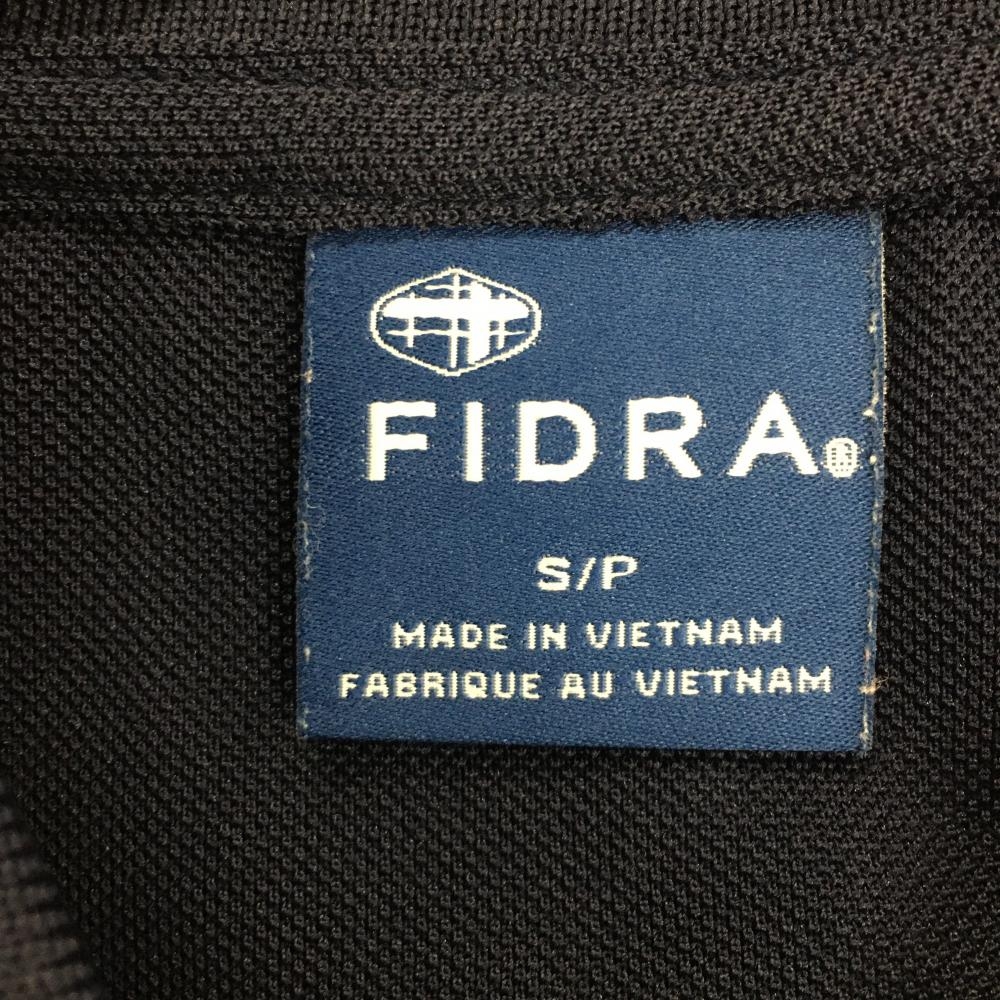 FIDRA®
S/P
MADE IN VIETNAM
FABRIQUE AU VIETNAM